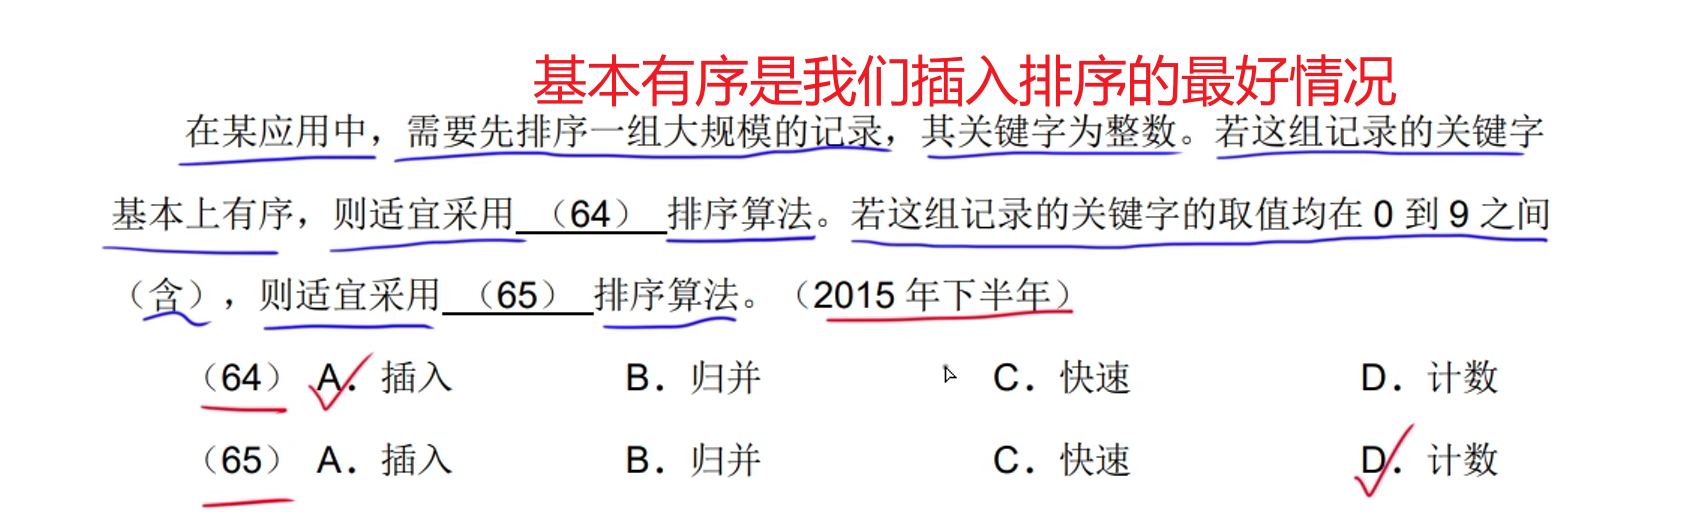 基本有序是我们插入排序的最好情况
在某应用中，需要先排序一组大规模的记录，其关键字为整数。若这组记录的关键字
基本上有序，则适宜采用 （64） 排序算法。若这组记录的关键字的取值均在 0 到 9 之间
（含），则适宜采用 （65） 排序算法。（2015 年下半年）
（64） A．插入 B．归并 C．快速 D．计数
（65） A．插入 B．归并 C．快速 D．计数